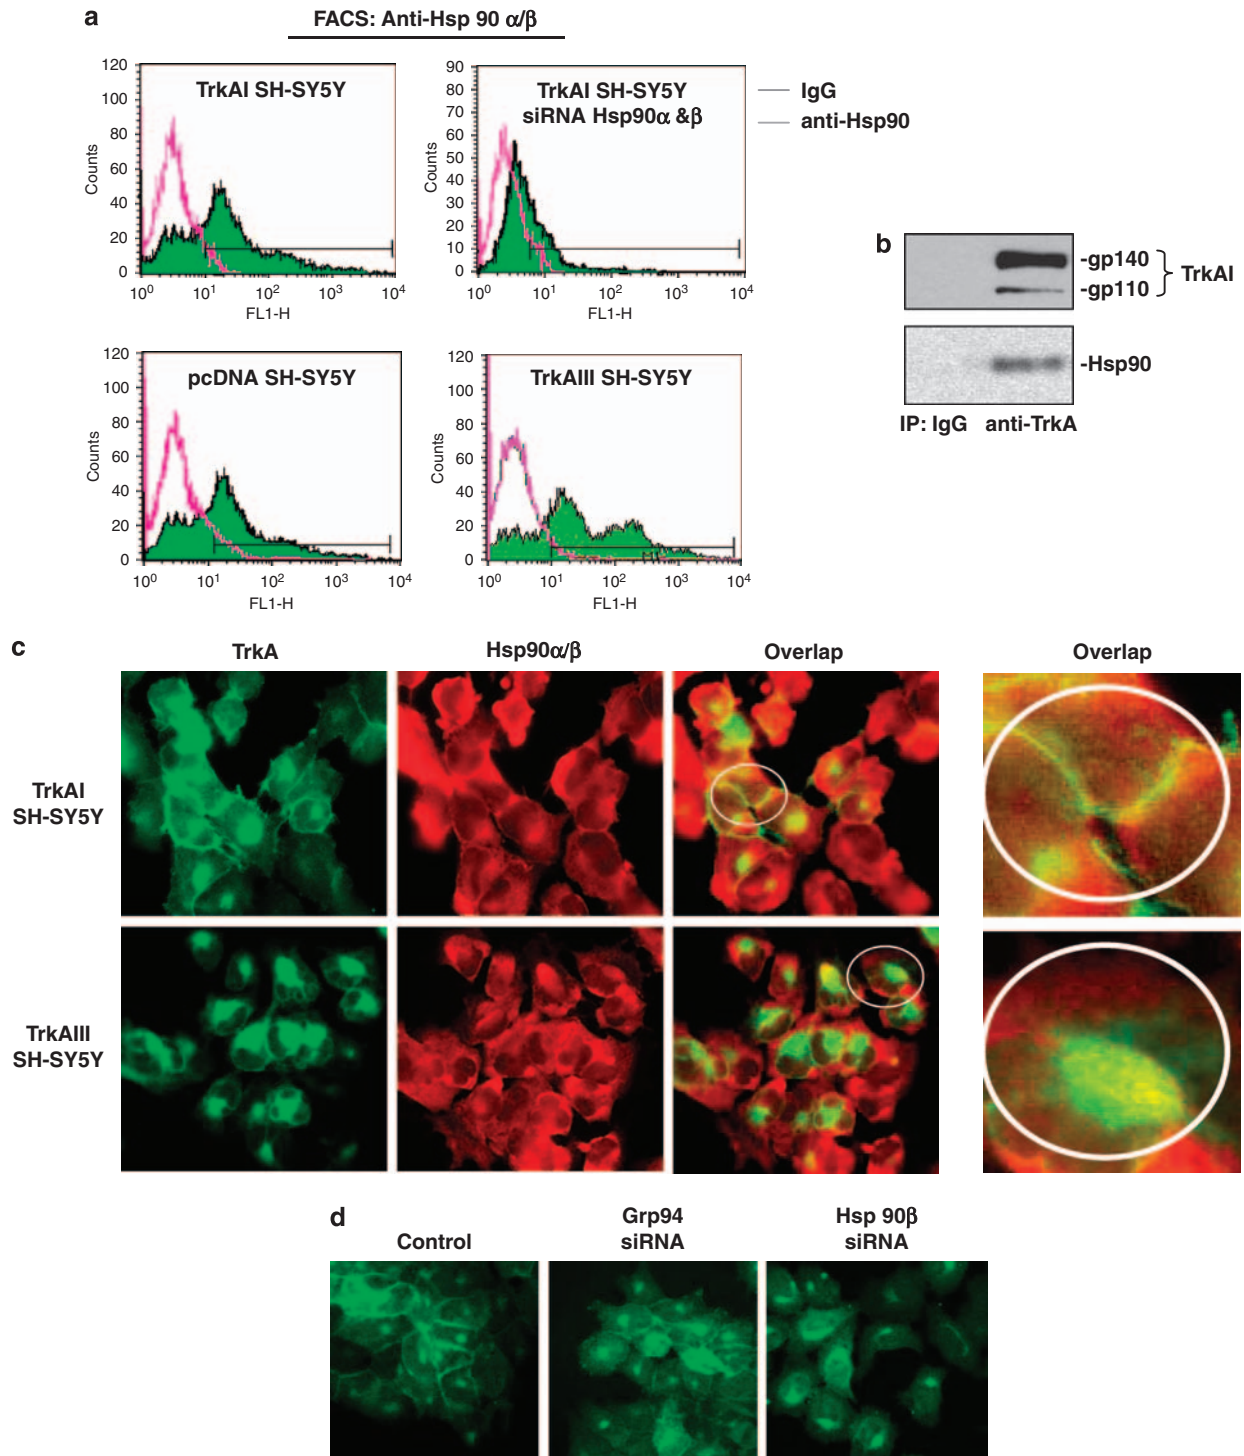 a
FACS: Anti-Hsp 90 α/β
120
100
80
60
40
20
0
Counts
TrkAI SH-SY5Y
10⁰ 10¹ 10² 10³ 10⁴
FL1-H
90
80
70
60
50
40
30
20
10
0
Counts
TrkAI SH-SY5Y
siRNA Hsp90α &β
10⁰ 10¹ 10² 10³ 10⁴
FL1-H
IgG
anti-Hsp90
120
100
80
60
40
20
0
Counts
pcDNA SH-SY5Y
10⁰ 10¹ 10² 10³ 10⁴
FL1-H
120
100
80
60
40
20
0
Counts
TrkAIII SH-SY5Y
10⁰ 10¹ 10² 10³ 10⁴
FL1-H
b
-gp140
-gp110
TrkAI
-Hsp90
IP: IgG anti-TrkA
c
TrkA Hsp90α/β Overlap Overlap
TrkAI
SH-SY5Y
TrkAIII
SH-SY5Y
d
Control
Grp94
siRNA
Hsp 90β
siRNA